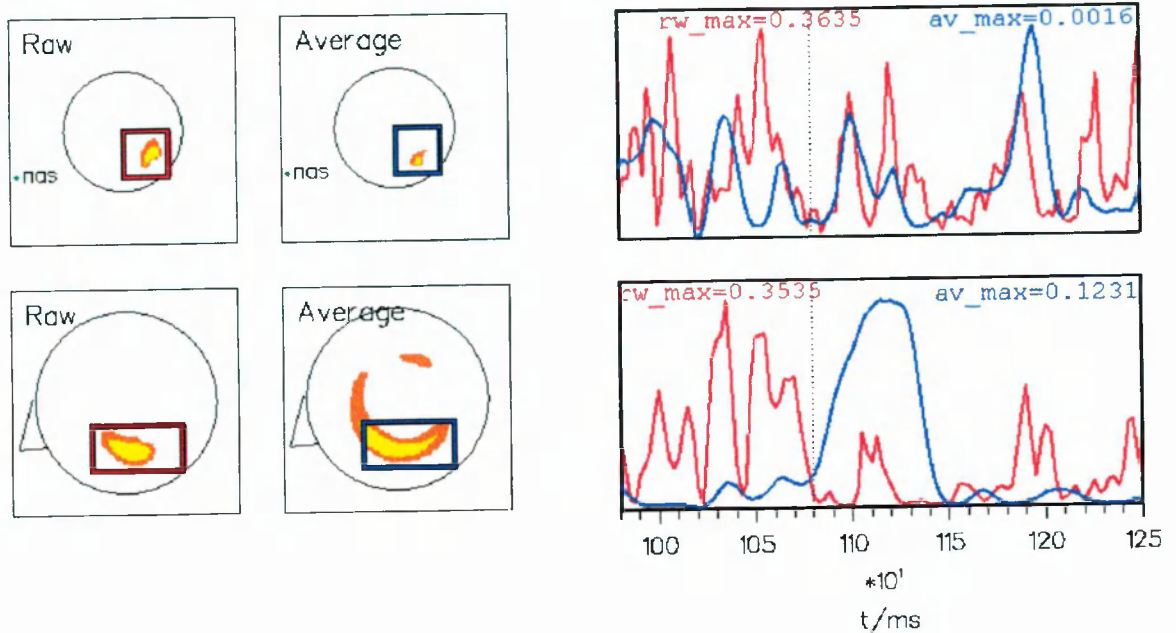 Raw
Average
rw_max=0.3635
av_max=0.0016
nas
nas
Raw
Average
rw_max=0.3535
av_max=0.1231
100 105 110 115 120 125
*10¹
t/ms